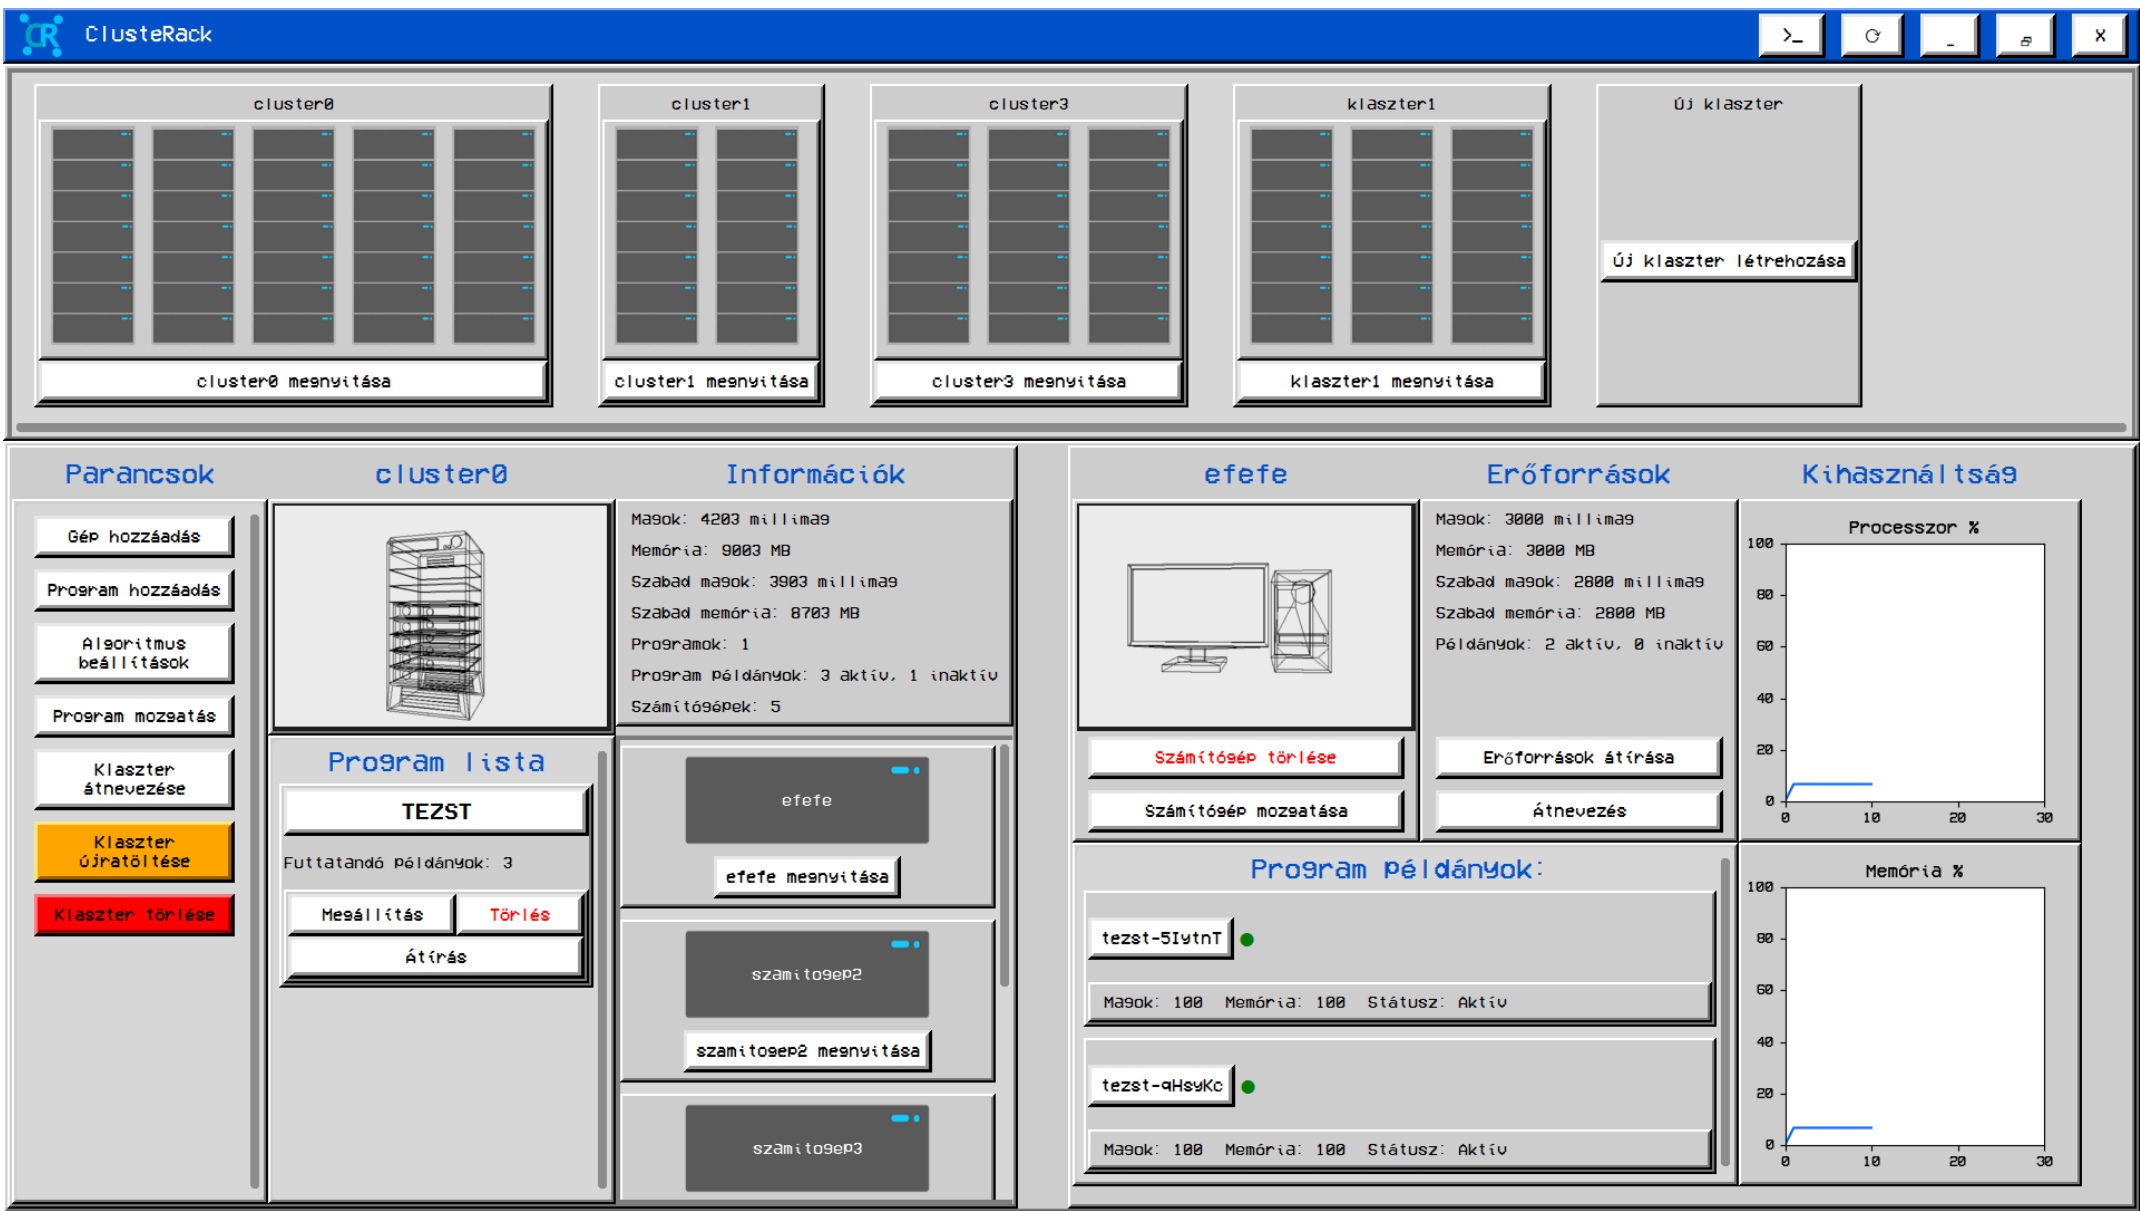 ClusteRack
>_ ⟳ _ 🗗 X
cluster0
cluster0 megnyitása
cluster1
cluster1 megnyitása
cluster3
cluster3 megnyitása
klaszter1
klaszter1 megnyitása
Új klaszter
Új klaszter létrehozása
Parancsok
Gép hozzáadás
Program hozzáadás
Algoritmus
beállítások
Program mozgatás
Klaszter
átnevezése
Klaszter
újratöltése
Klaszter törlése
cluster0
Program lista
TEZST
Futtatandó példányok: 3
Megállítás
Törlés
Átírás
Információk
Magok: 4203 millimag
Memória: 9003 MB
Szabad magok: 3903 millimag
Szabad memória: 8703 MB
Programok: 1
Program példányok: 3 aktív, 1 inaktív
Számítógépek: 5
efefe
efefe megnyitása
szamitogep2
szamitogep2 megnyitása
szamitogep3
efefe
Számítógép törlése
Számítógép mozgatása
Erőforrások
Magok: 3000 millimag
Memória: 3000 MB
Szabad magok: 2800 millimag
Szabad memória: 2800 MB
Példányok: 2 aktív, 0 inaktív
Erőforrások átírása
Átnevezés
Program példányok:
tezst-5IytnT
Magok: 100 Memória: 100 Státusz: Aktív
tezst-qHsyKc
Magok: 100 Memória: 100 Státusz: Aktív
Kihasználtság
Processzor %
100
80
60
40
20
0
0 10 20 30
Memória %
100
80
60
40
20
0
0 10 20 30